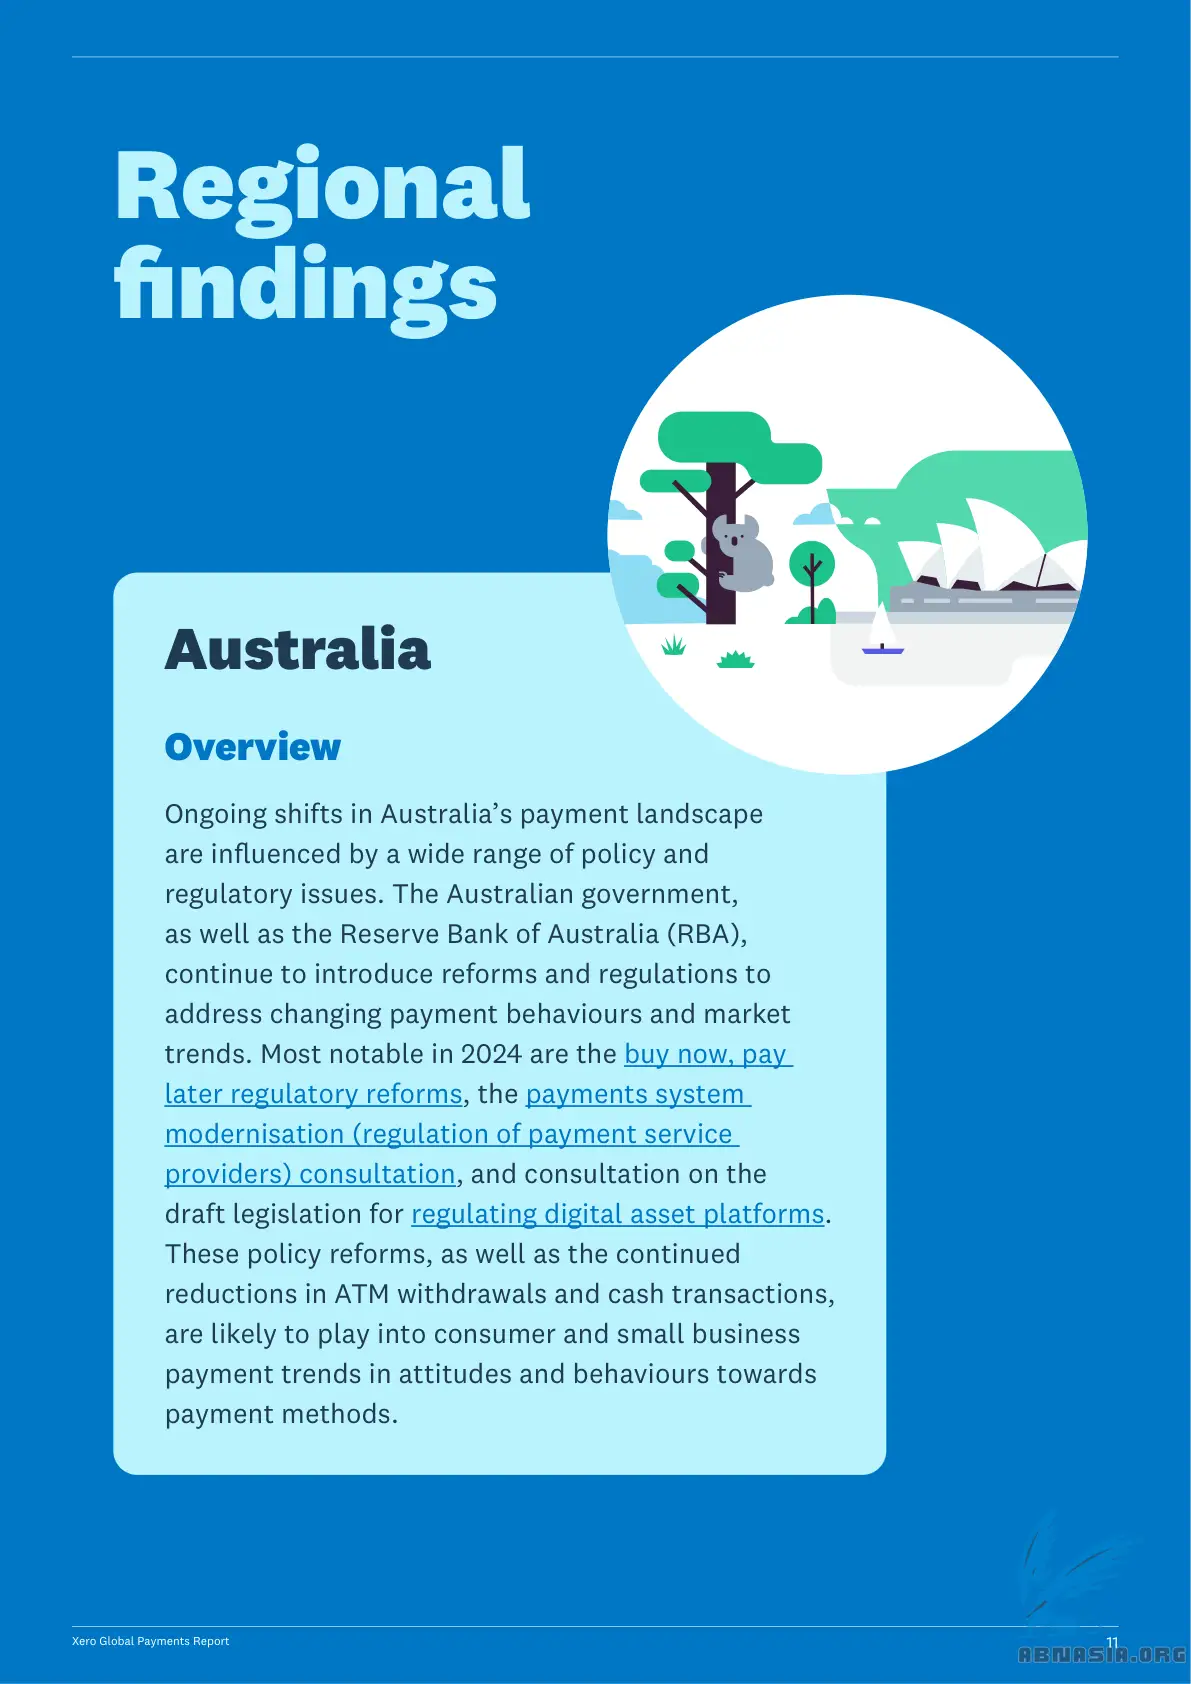 Regional
findings
Australia
Overview
Ongoing shifts in Australia’s payment landscape
are influenced by a wide range of policy and
regulatory issues. The Australian government,
as well as the Reserve Bank of Australia (RBA),
continue to introduce reforms and regulations to
address changing payment behaviours and market
trends. Most notable in 2024 are the buy now, pay
later regulatory reforms, the payments system
modernisation (regulation of payment service
providers) consultation, and consultation on the
draft legislation for regulating digital asset platforms.
These policy reforms, as well as the continued
reductions in ATM withdrawals and cash transactions,
are likely to play into consumer and small business
payment trends in attitudes and behaviours towards
payment methods.
Xero Global Payments Report
11
ABNASIA.ORG